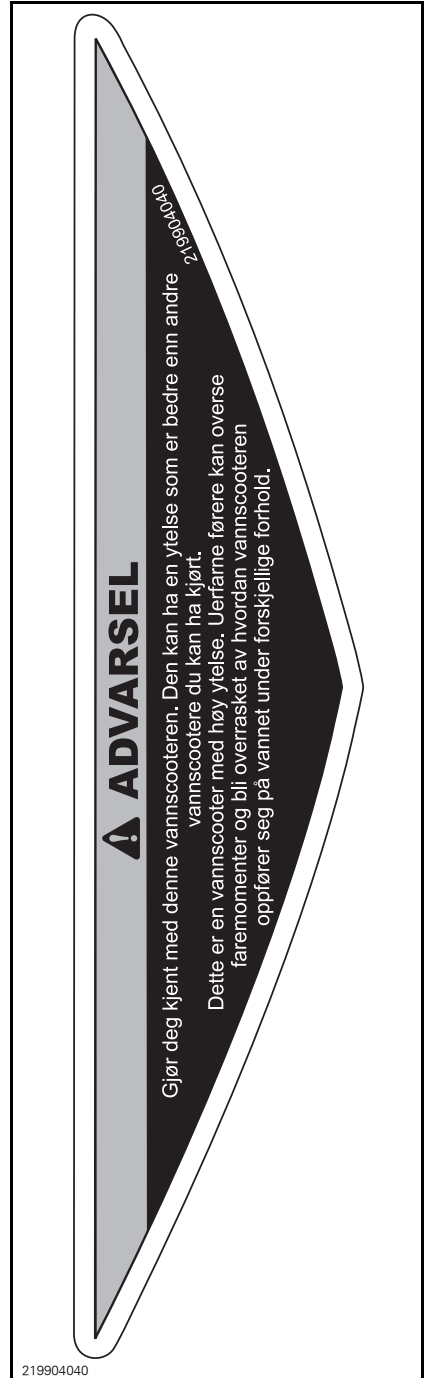 ⚠ ADVARSEL
Gjør deg kjent med denne vannscooteren. Den kan ha en ytelse som er bedre enn andre
vannscootere du kan ha kjørt.
Dette er en vannscooter med høy ytelse. Uerfarne førere kan overse
faremomenter og bli overrasket av hvordan vannscooteren
oppfører seg på vannet under forskjellige forhold.
219904040
219904040